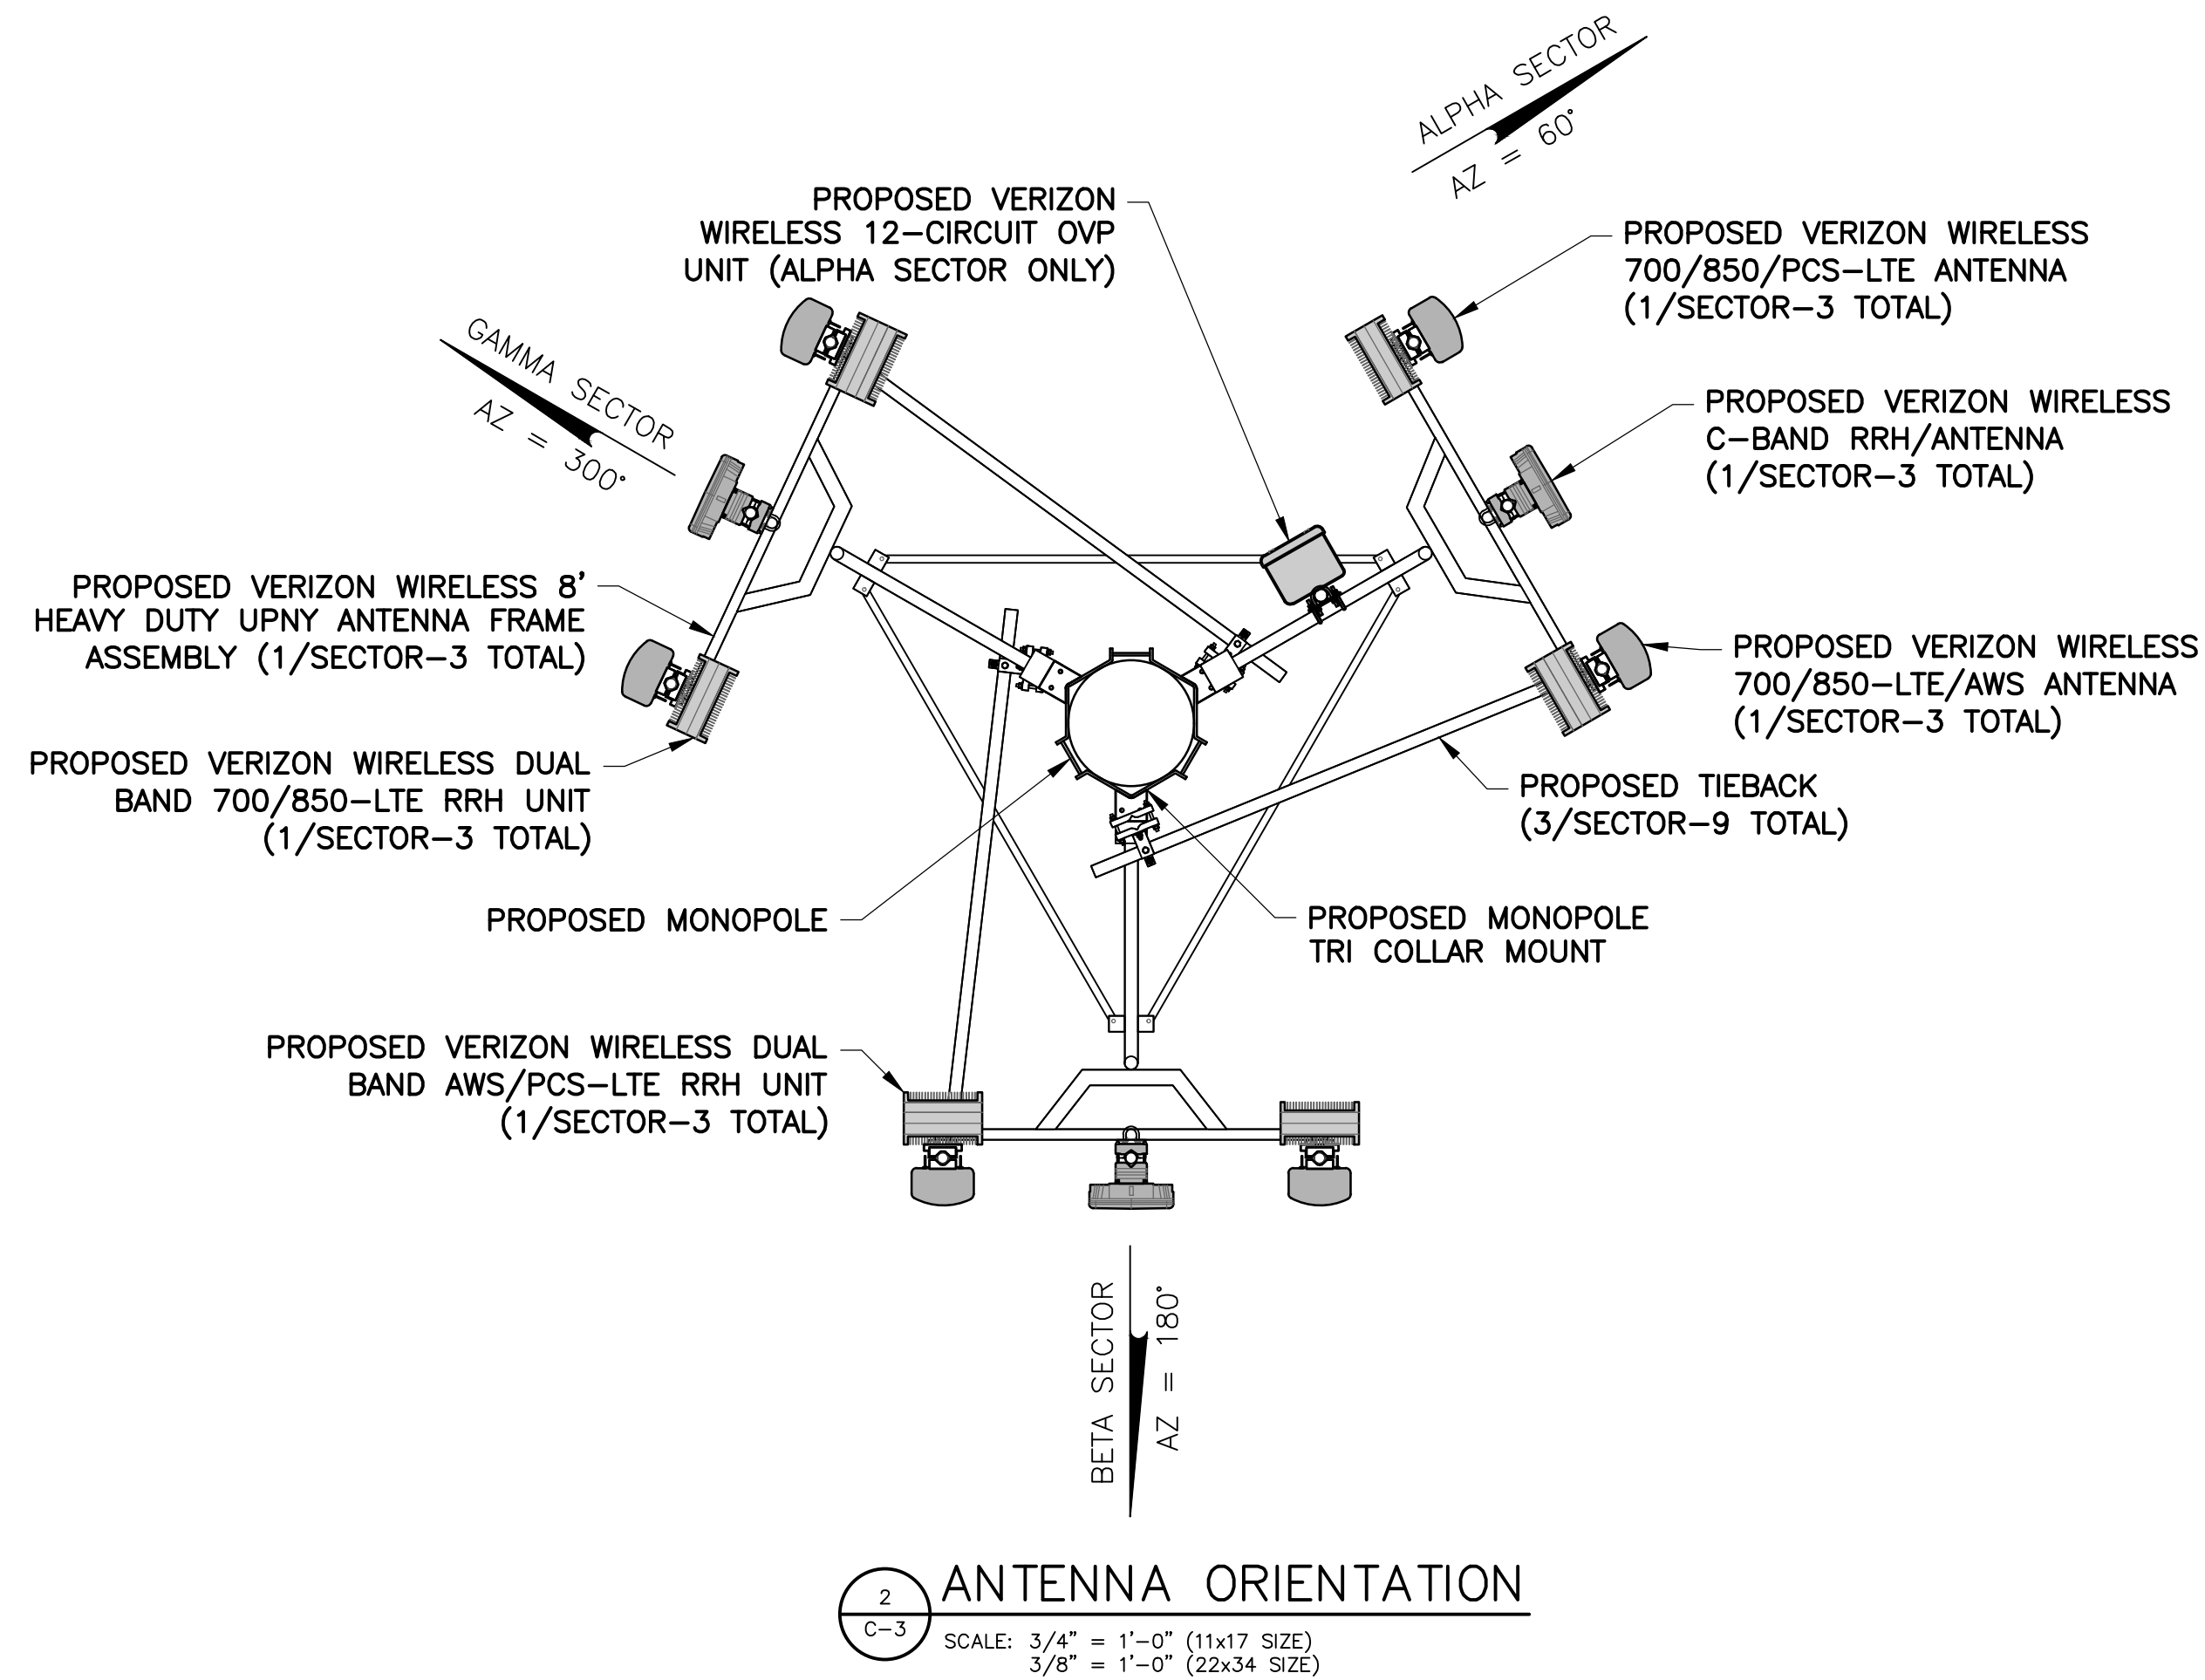 ALPHA SECTOR
AZ = 60°
PROPOSED VERIZON
WIRELESS 12-CIRCUIT OVP
UNIT (ALPHA SECTOR ONLY)
PROPOSED VERIZON WIRELESS
700/850/PCS-LTE ANTENNA
(1/SECTOR-3 TOTAL)
GAMMA SECTOR
AZ = 300°
PROPOSED VERIZON WIRELESS
C-BAND RRH/ANTENNA
(1/SECTOR-3 TOTAL)
PROPOSED VERIZON WIRELESS 8'
HEAVY DUTY UPNY ANTENNA FRAME
ASSEMBLY (1/SECTOR-3 TOTAL)
PROPOSED VERIZON WIRELESS
700/850-LTE/AWS ANTENNA
(1/SECTOR-3 TOTAL)
PROPOSED VERIZON WIRELESS DUAL
BAND 700/850-LTE RRH UNIT
(1/SECTOR-3 TOTAL)
PROPOSED TIEBACK
(3/SECTOR-9 TOTAL)
PROPOSED MONOPOLE
PROPOSED MONOPOLE
TRI COLLAR MOUNT
PROPOSED VERIZON WIRELESS DUAL
BAND AWS/PCS-LTE RRH UNIT
(1/SECTOR-3 TOTAL)
BETA SECTOR
AZ = 180°
2
C-3
ANTENNA ORIENTATION
SCALE: 3/4" = 1'-0" (11x17 SIZE)
3/8" = 1'-0" (22x34 SIZE)